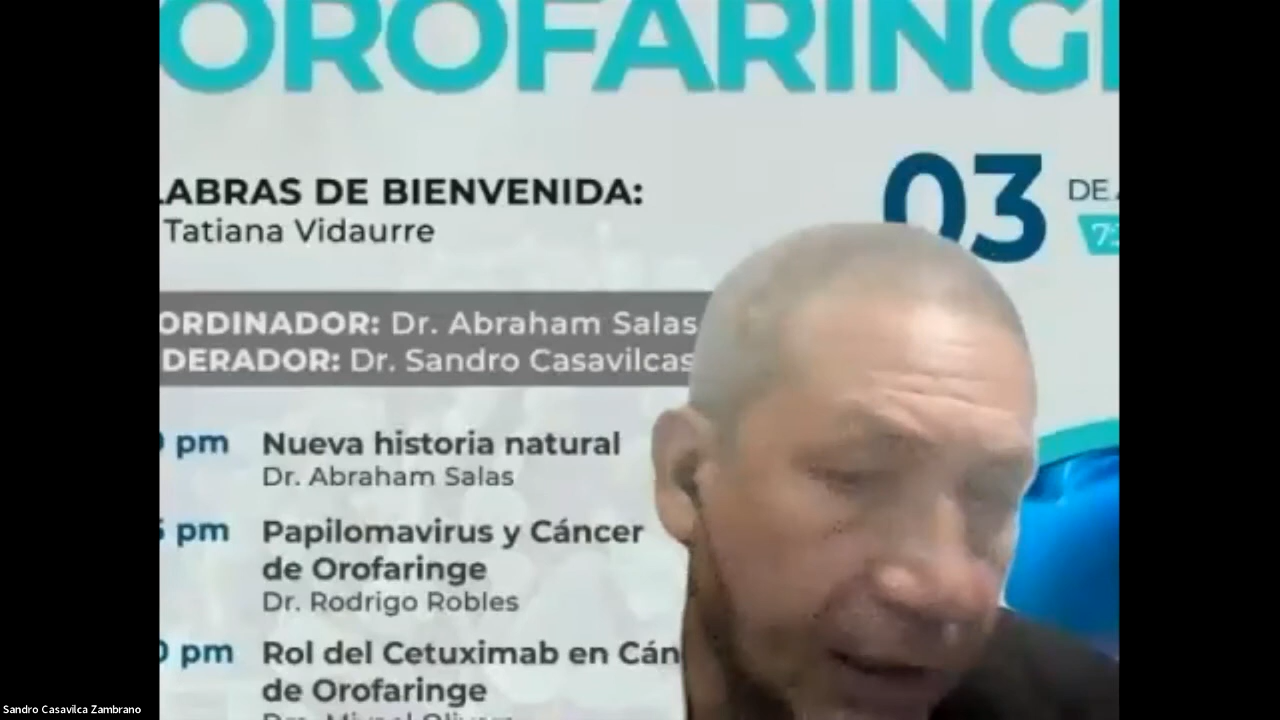 OROFARINGE
LABRAS DE BIENVENIDA:
Tatiana Vidaurre
03
DE
7:
ORDINADOR: Dr. Abraham Salas
DERADOR: Dr. Sandro Casavilcas
pm
Nueva historia natural
Dr. Abraham Salas
pm
Papilomavirus y Cáncer
de Orofaringe
Dr. Rodrigo Robles
pm
Rol del Cetuximab en Cán
de Orofaringe
Sandro Casavilca Zambrano